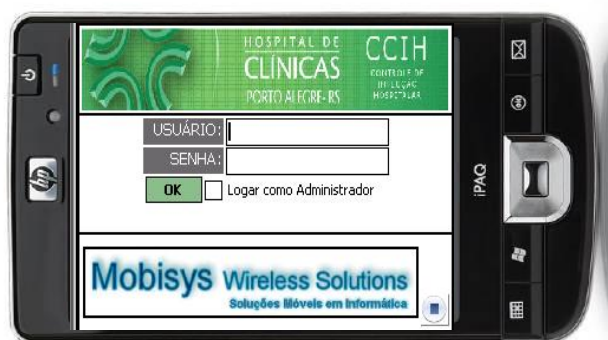 HOSPITAL DE
CLÍNICAS
PORTO ALEGRE-RS
CCIH
CONTROLE DE
INFECÇÃO
HOSPITALAR
USUÁRIO:
SENHA:
OK
Logar como Administrador
Mobisys Wireless Solutions
Soluções Móveis em Informática
hp
iPAQ